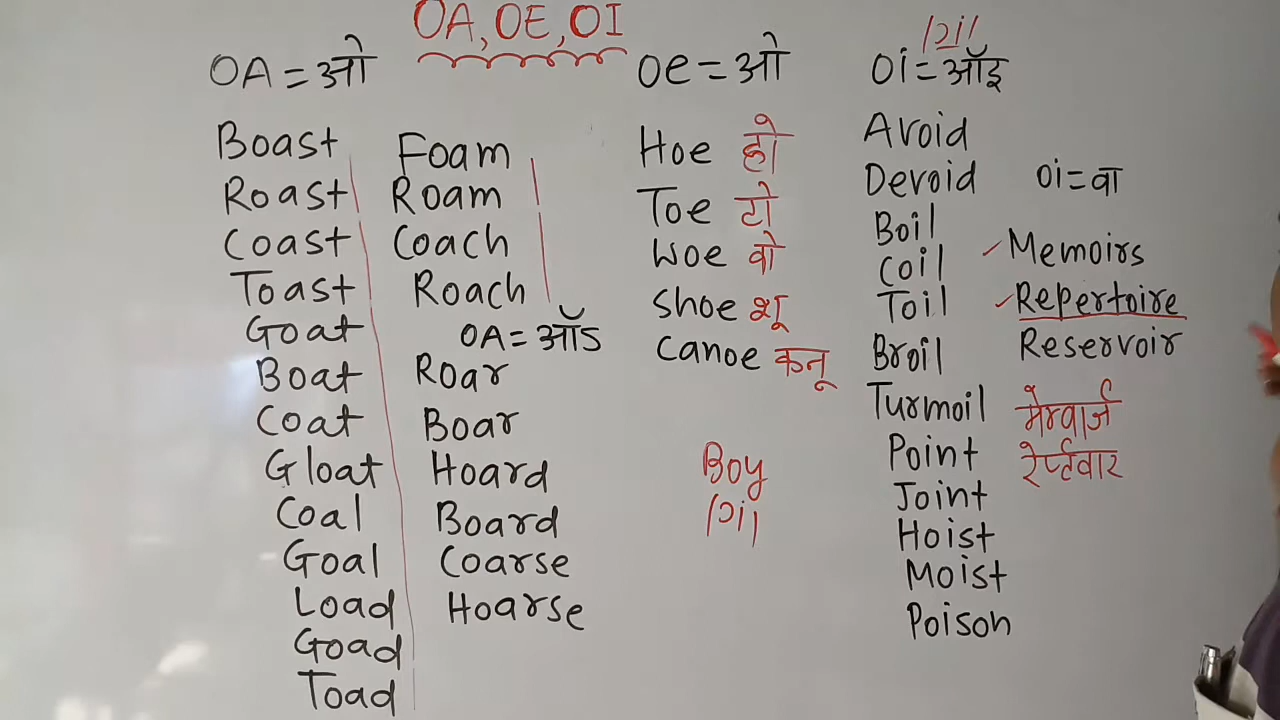 OA, OE, OI
OA = ओ
Boast
Roast
Coast
Toast
Goat
Boat
Coat
Gloat
Coal
Goal
Load
Goad
Toad
Foam
Roam
Coach
Roach
OA = ऑऽ
Roar
Boar
Hoard
Board
Coarse
Hoarse
Oe = ओ
Hoe हो
Toe टो
Woe वो
Shoe शू
Canoe कनू
Boy
/ɔi/
/ɔi/
Oi = ऑइ
Avoid
Devoid
Boil
Coil
Toil
Broil
Turmoil
Point
Joint
Hoist
Moist
Poison
Oi = वा
Memoirs
Repertoire
Reservoir
मेम्वार्ज
रेप्टवार